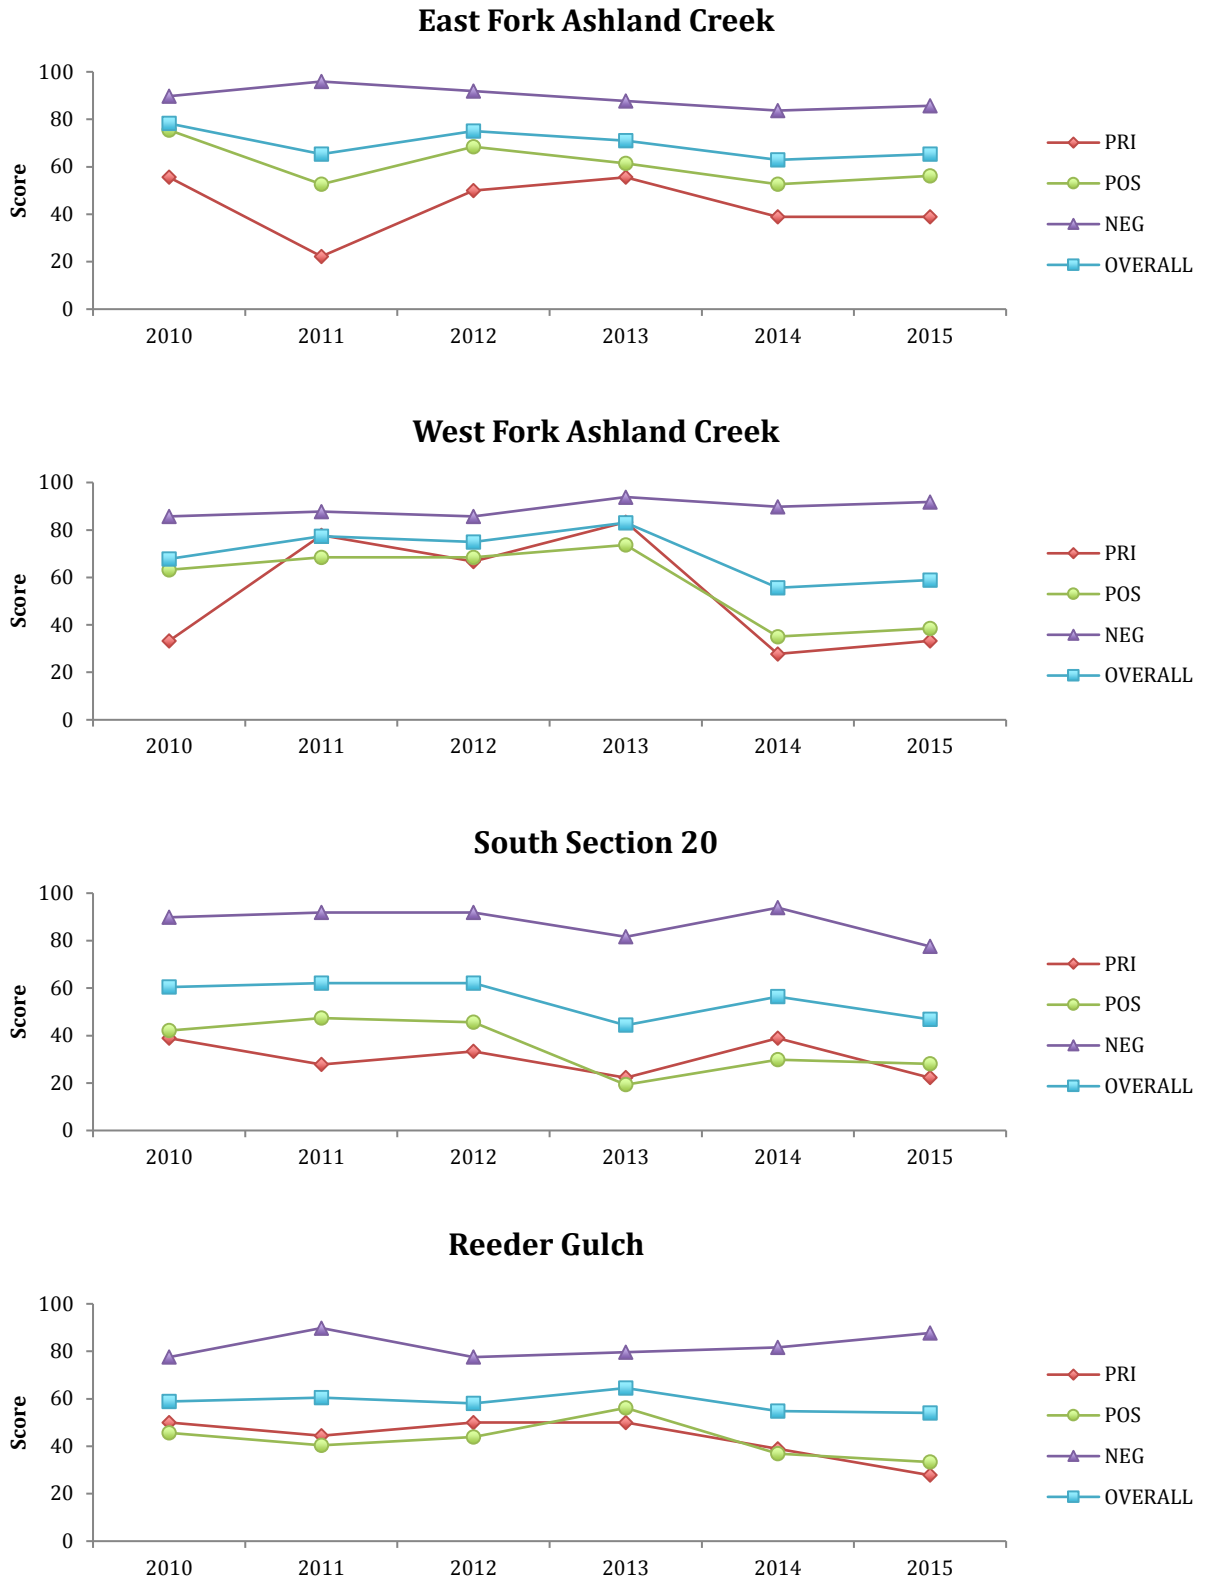 East Fork Ashland Creek
100
80
60
40
20
0
Score
2010 2011 2012 2013 2014 2015
PRI
POS
NEG
OVERALL
West Fork Ashland Creek
100
80
60
40
20
0
Score
2010 2011 2012 2013 2014 2015
PRI
POS
NEG
OVERALL
South Section 20
100
80
60
40
20
0
Score
2010 2011 2012 2013 2014 2015
PRI
POS
NEG
OVERALL
Reeder Gulch
100
80
60
40
20
0
Score
2010 2011 2012 2013 2014 2015
PRI
POS
NEG
OVERALL